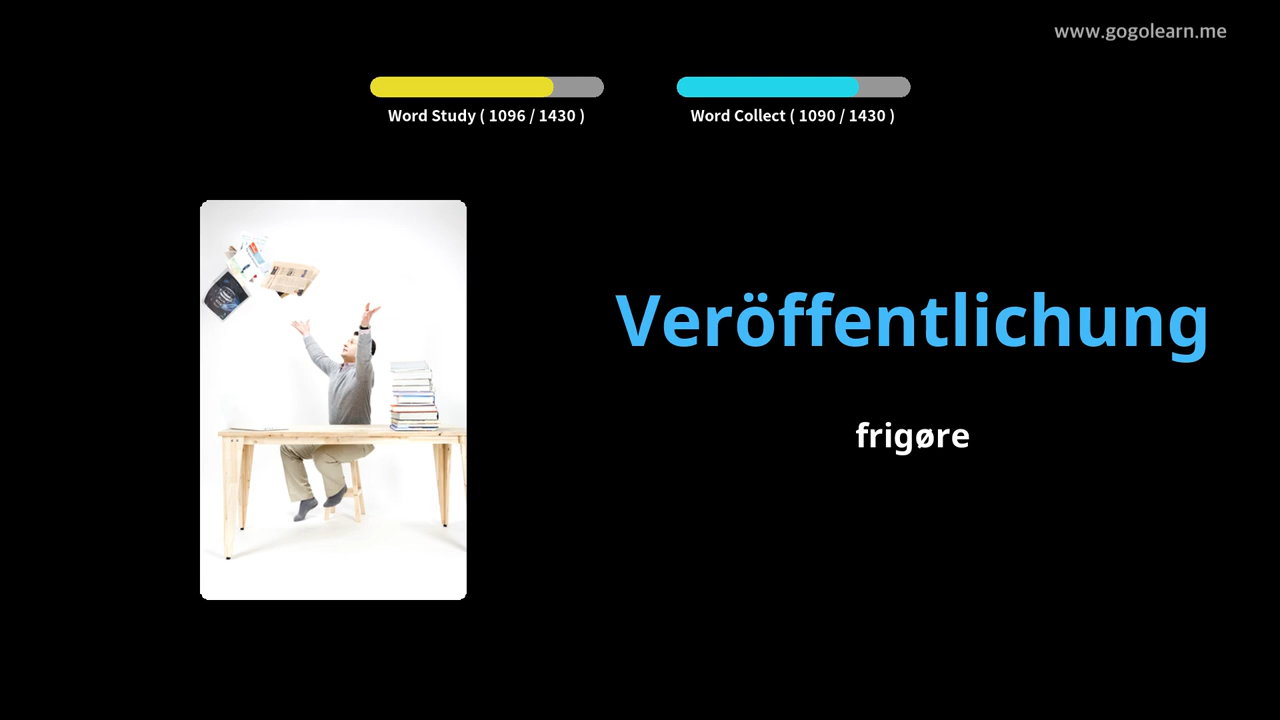 www.gogolearn.me
Word Study ( 1096 / 1430 )
Word Collect ( 1090 / 1430 )
Veröffentlichung
frigøre